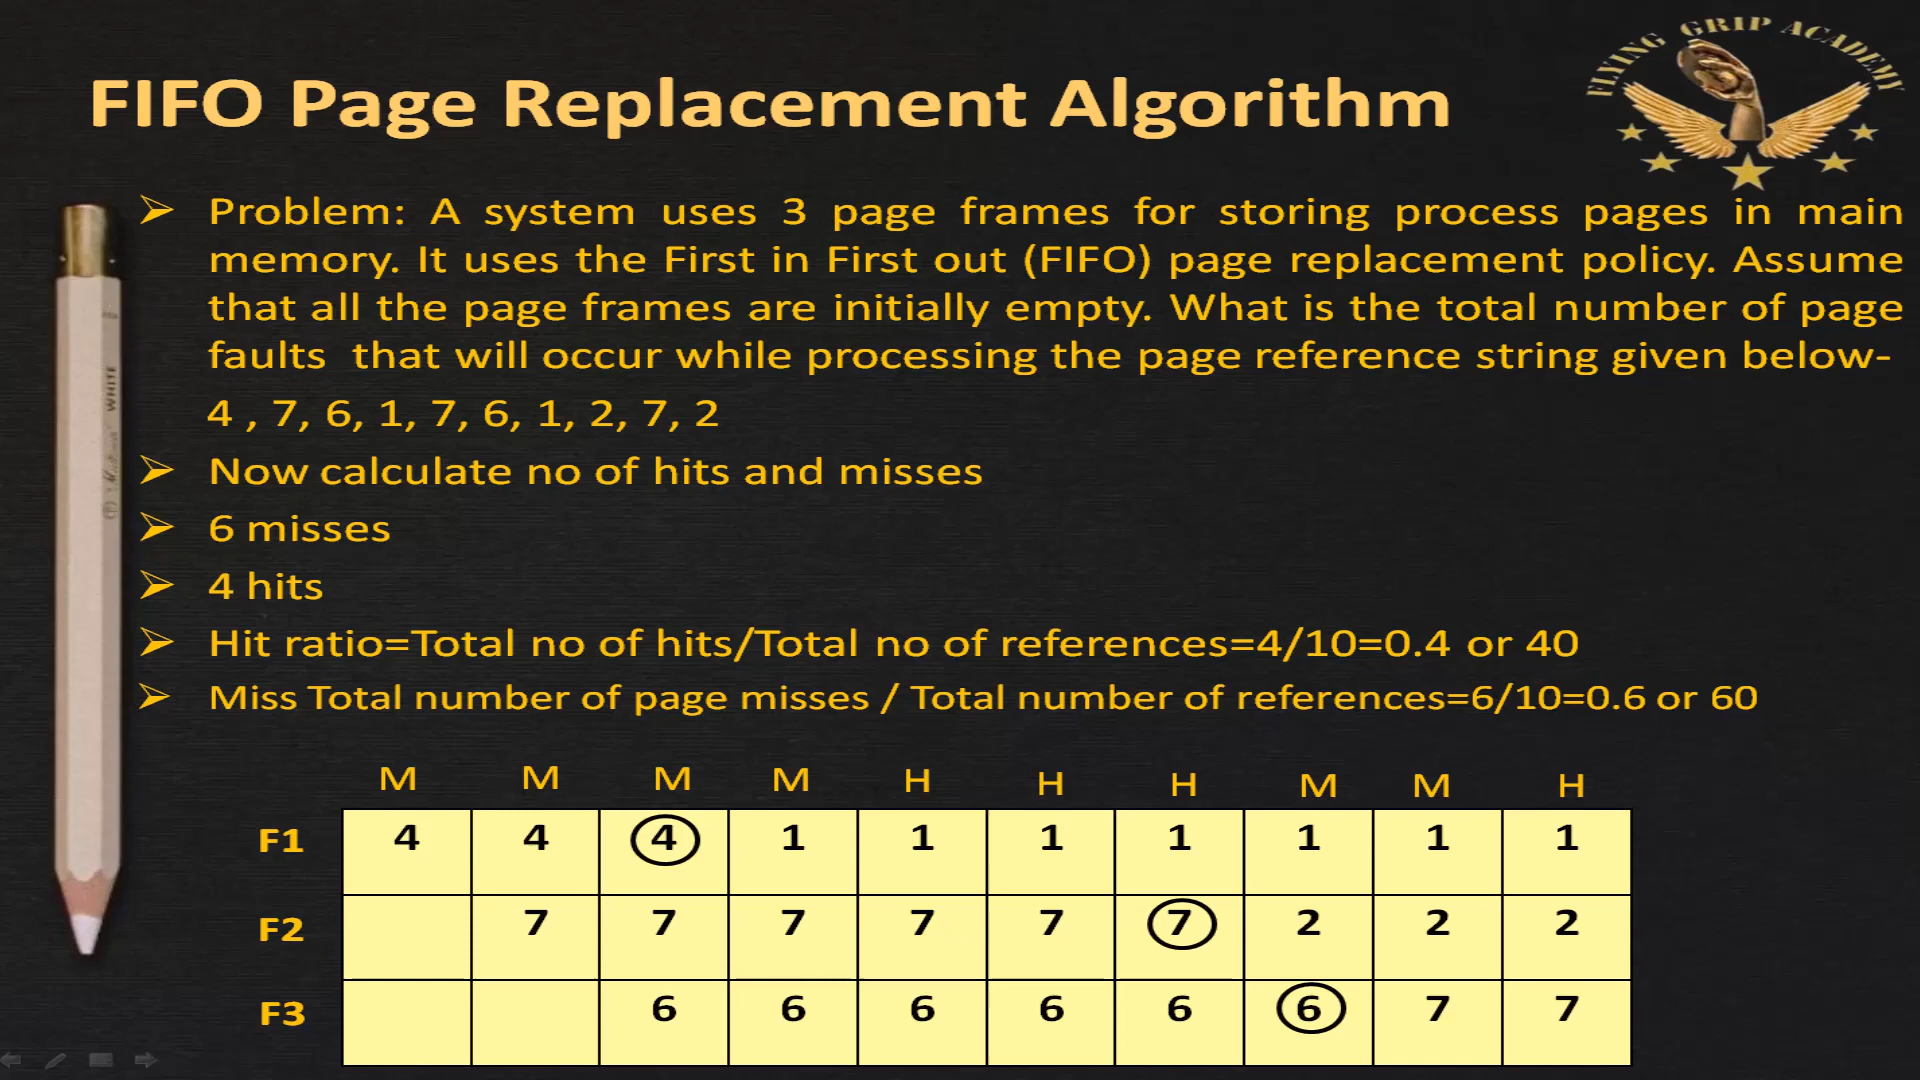 FLYING GRIP ACADEMY
FIFO Page Replacement Algorithm
➢ Problem: A system uses 3 page frames for storing process pages in main
memory. It uses the First in First out (FIFO) page replacement policy. Assume
that all the page frames are initially empty. What is the total number of page
faults that will occur while processing the page reference string given below-
4 , 7, 6, 1, 7, 6, 1, 2, 7, 2
➢ Now calculate no of hits and misses
➢ 6 misses
➢ 4 hits
➢ Hit ratio=Total no of hits/Total no of references=4/10=0.4 or 40
➢ Miss Total number of page misses / Total number of references=6/10=0.6 or 60
WHITE
M M M M H H H M M H
F1 4 4 4 1 1 1 1 1 1 1
F2 7 7 7 7 7 7 2 2 2
F3 6 6 6 6 6 6 7 7